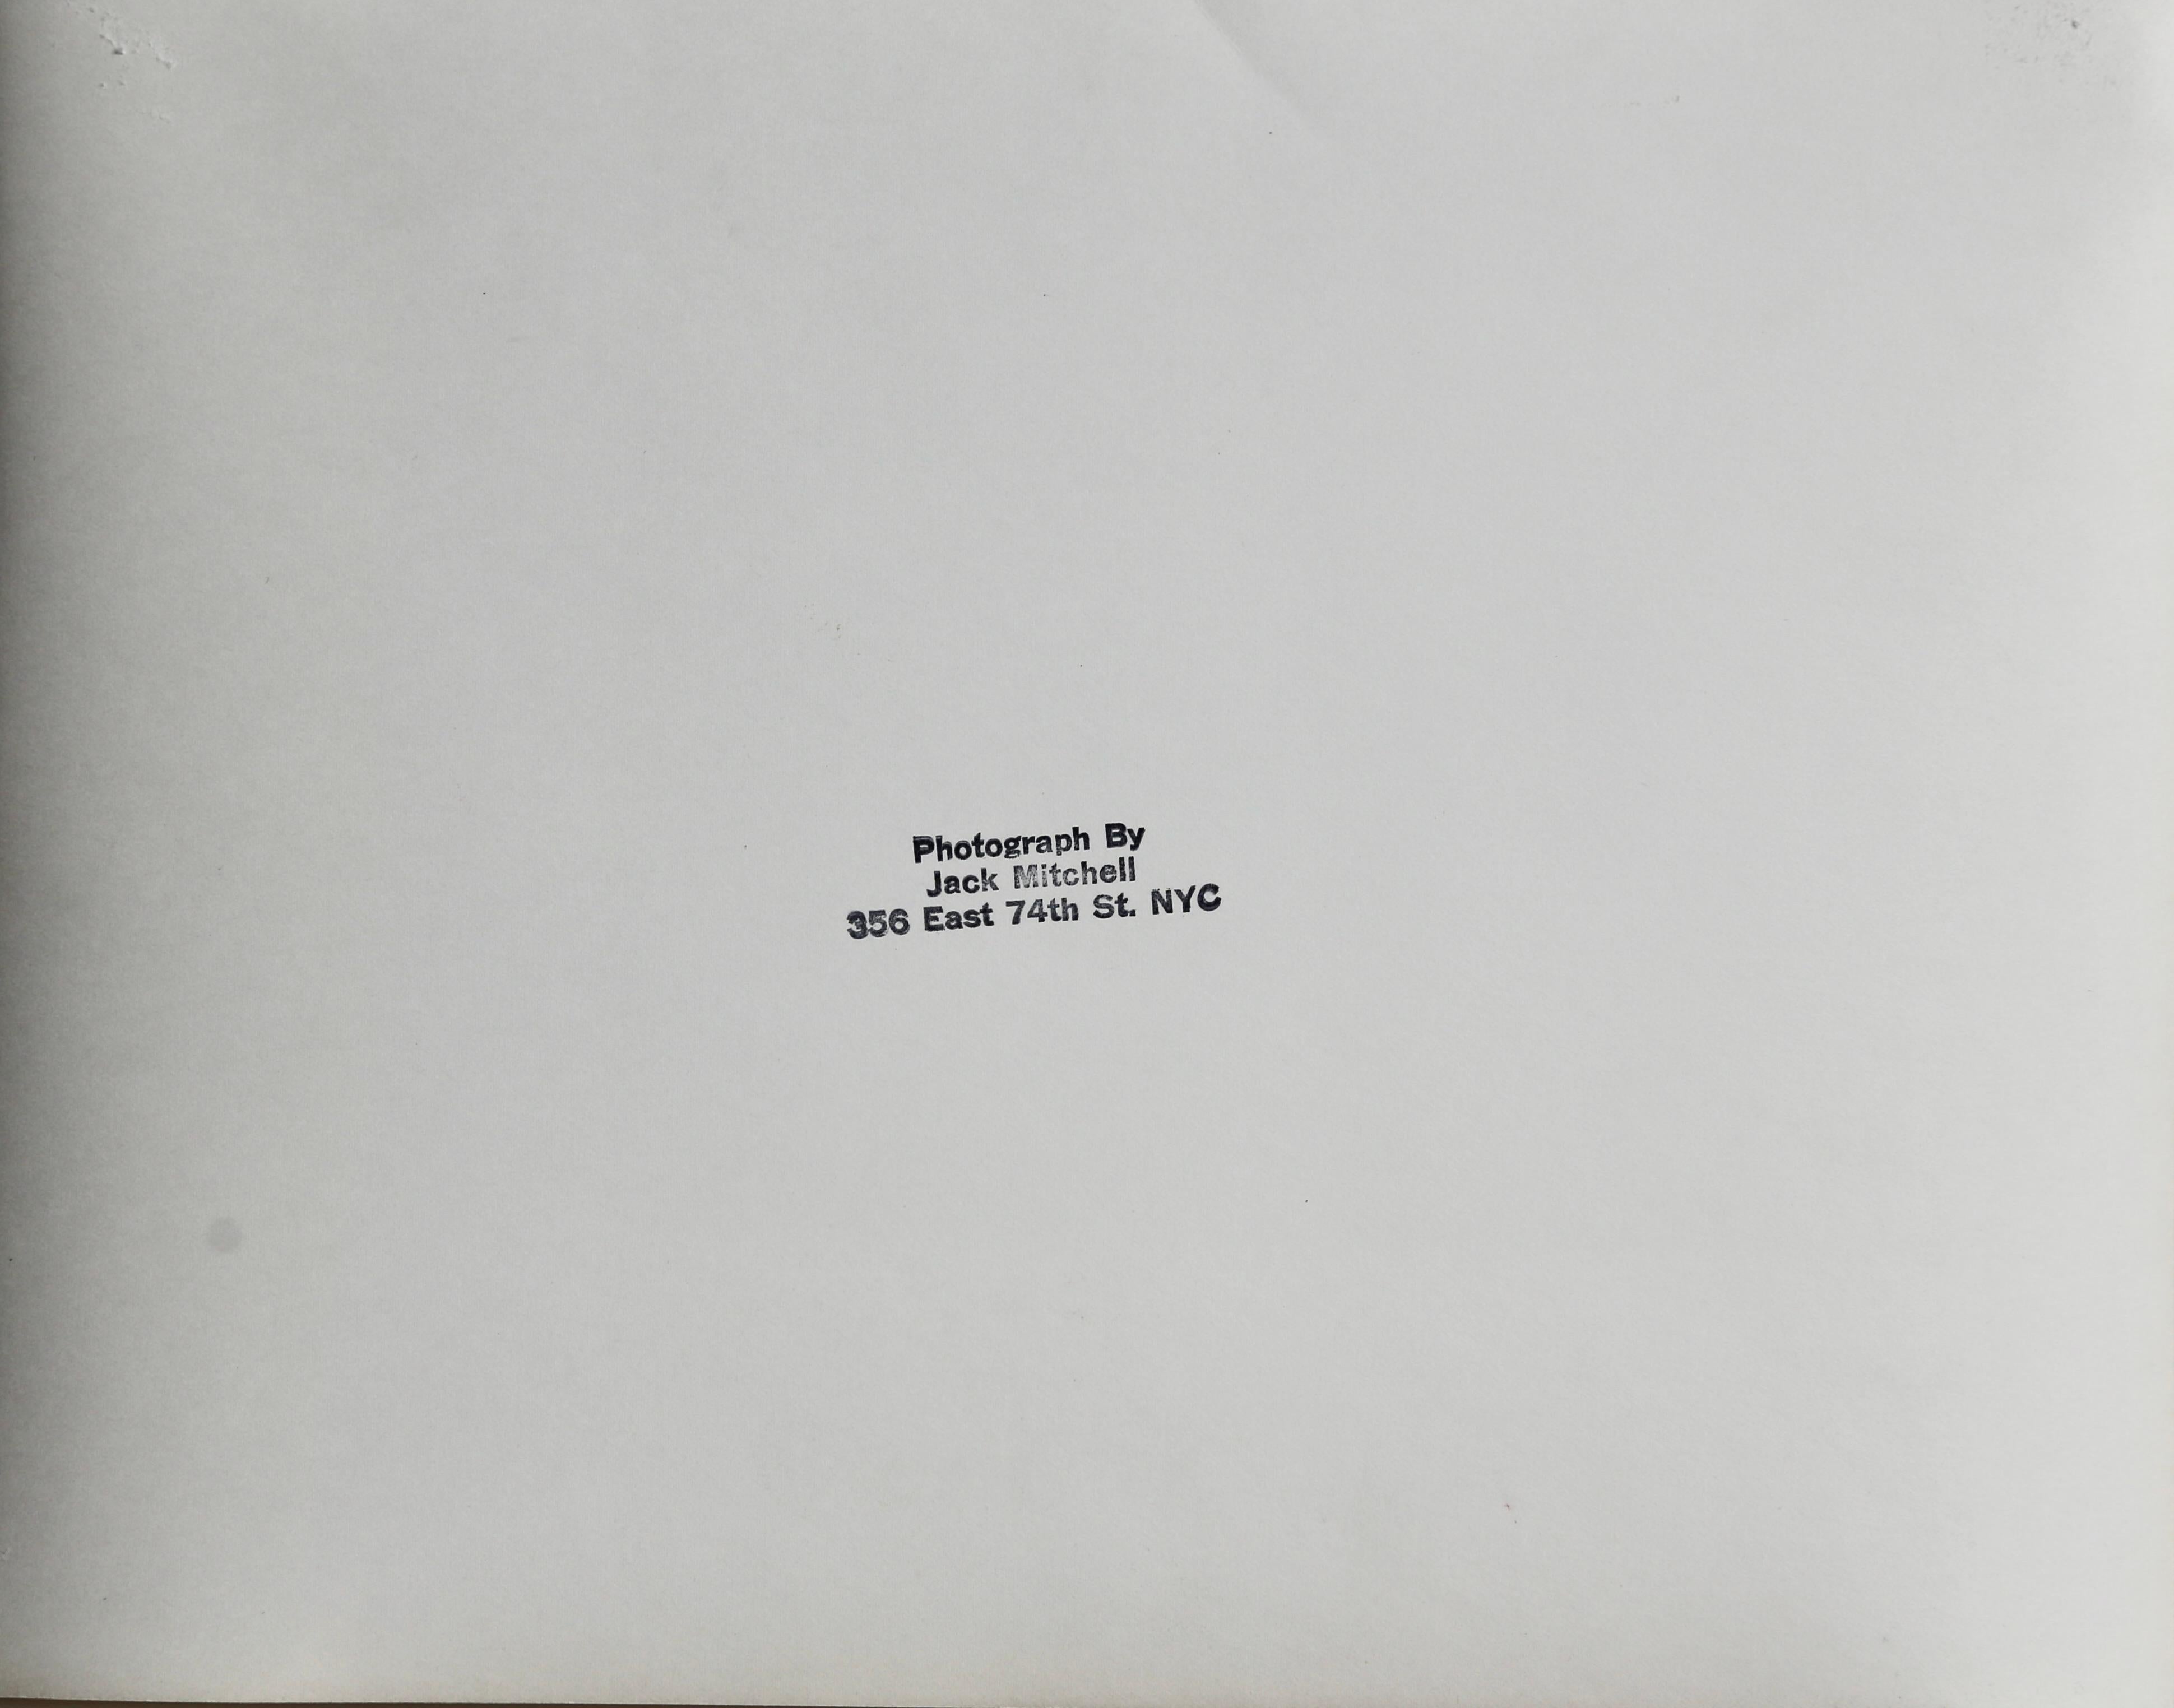 Photograph By
Jack Mitchell
356 East 74th St. NYC